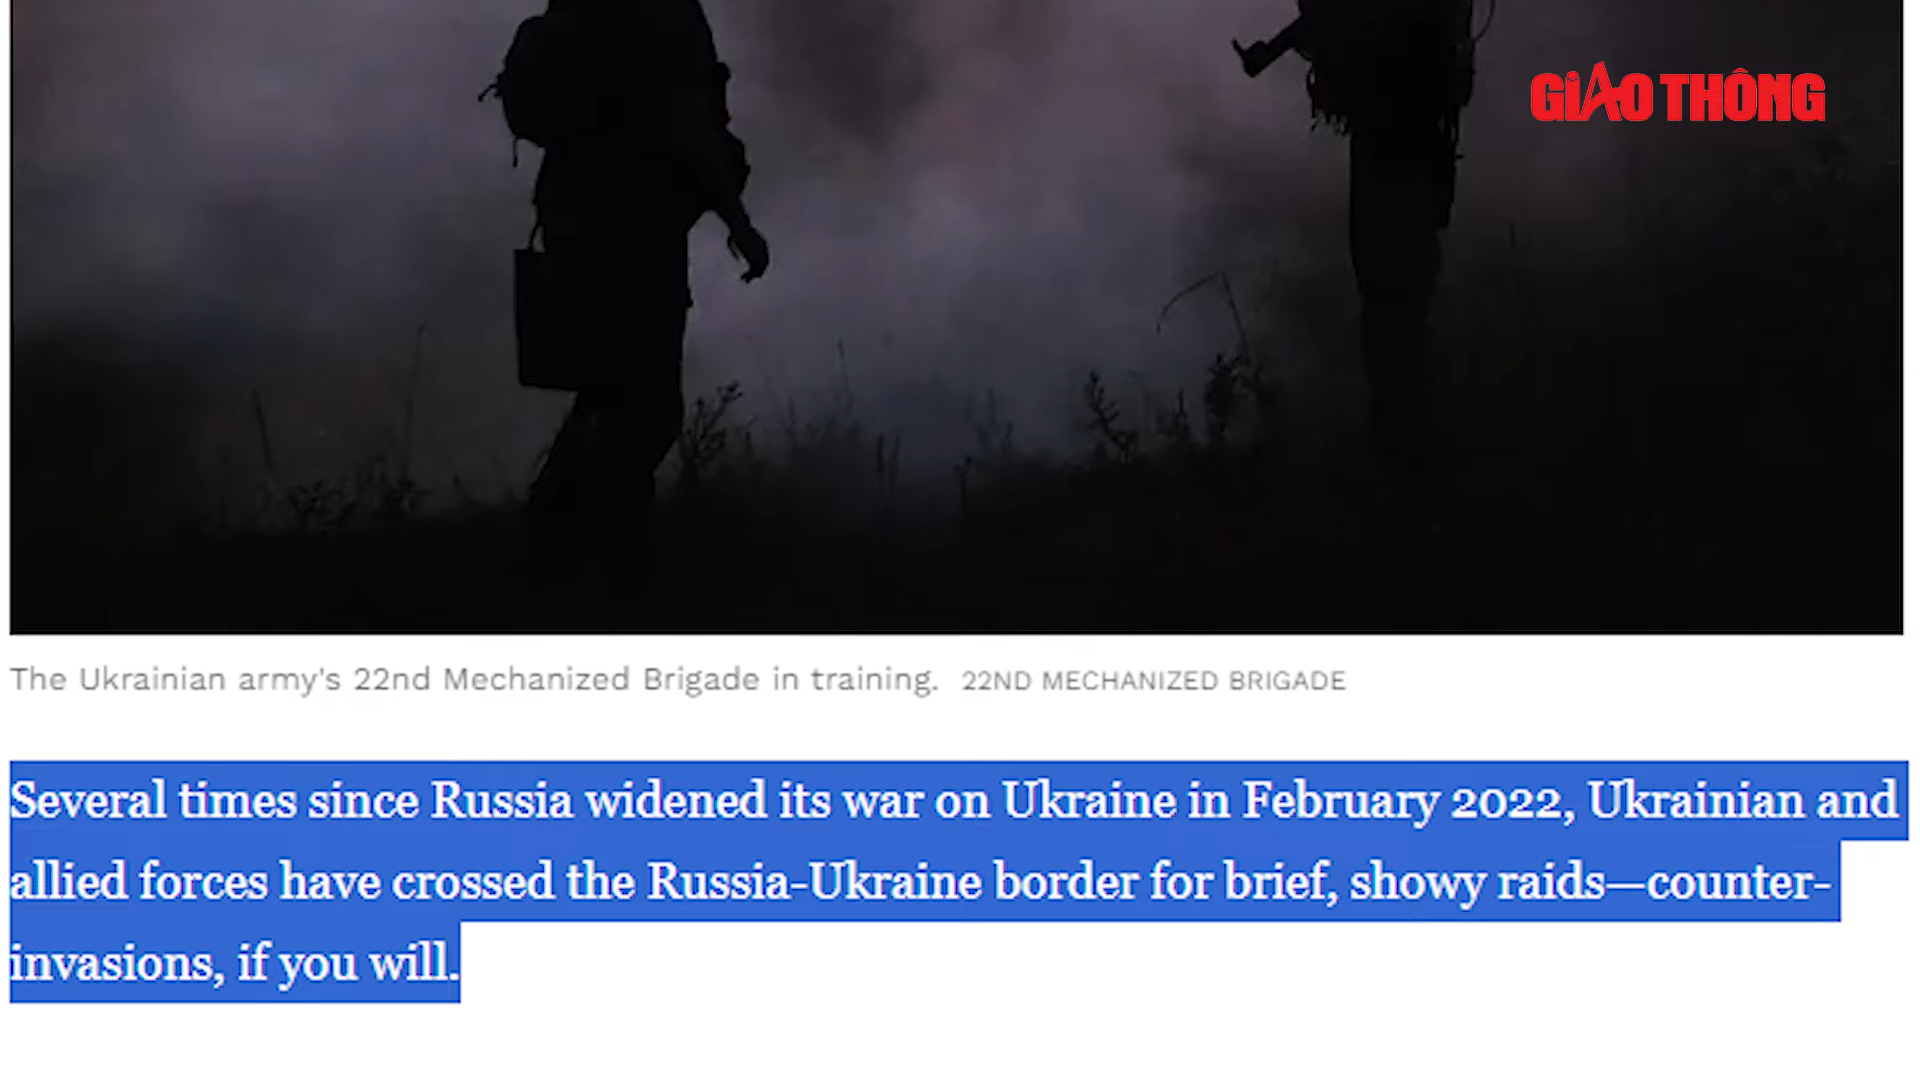 GiAO THÔNG
The Ukrainian army's 22nd Mechanized Brigade in training. 22ND MECHANIZED BRIGADE
Several times since Russia widened its war on Ukraine in February 2022, Ukrainian and
allied forces have crossed the Russia-Ukraine border for brief, showy raids—counter-
invasions, if you will.